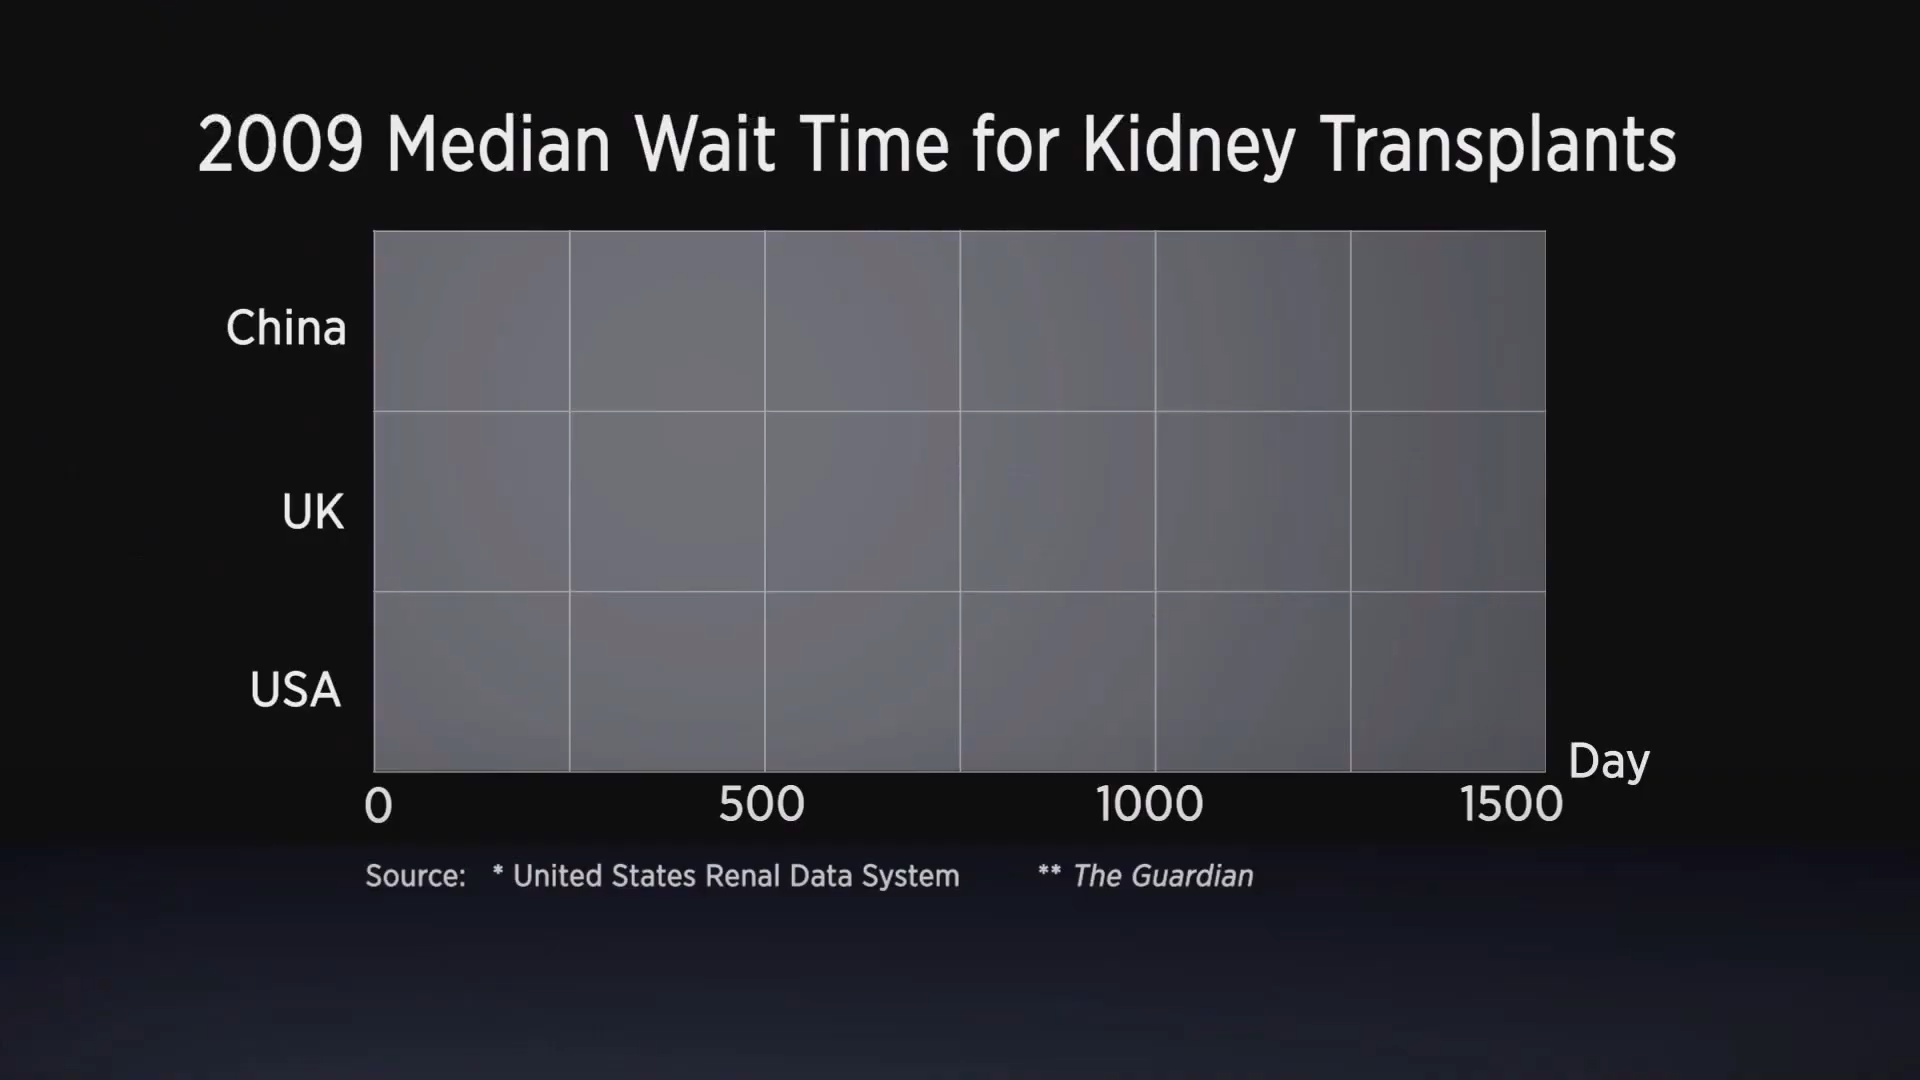 2009 Median Wait Time for Kidney Transplants
China
UK
USA
Day
0 500 1000 1500
Source: * United States Renal Data System ** The Guardian